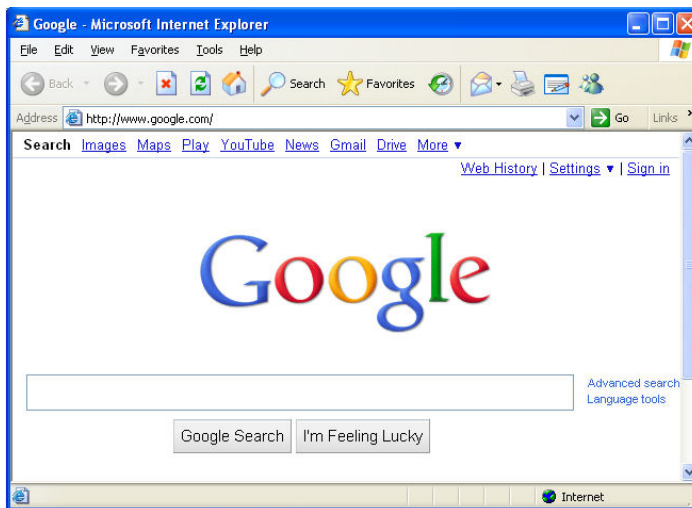 Google - Microsoft Internet Explorer
File Edit View Favorites Tools Help
Back Search Favorites
Address http://www.google.com/ Go Links
Search Images Maps Play YouTube News Gmail Drive More ▼
Web History | Settings ▼ | Sign in
Google
Advanced search
Language tools
Google Search I'm Feeling Lucky
Internet